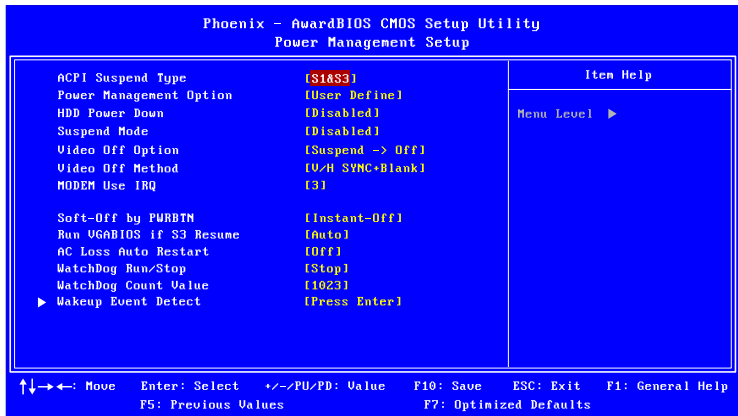 Phoenix – AwardBIOS CMOS Setup Utility
Power Management Setup
ACPI Suspend Type [S1&S3]
Power Management Option [User Define]
HDD Power Down [Disabled]
Suspend Mode [Disabled]
Video Off Option [Suspend -> Off]
Video Off Method [V/H SYNC+Blank]
MODEM Use IRQ [3]
Soft-Off by PWRBTN [Instant-Off]
Run VGABIOS if S3 Resume [Auto]
AC Loss Auto Restart [Off]
WatchDog Run/Stop [Stop]
WatchDog Count Value [1023]
▶ Wakeup Event Detect [Press Enter]
Item Help
Menu Level ▶
↑↓→←: Move Enter: Select +/-/PU/PD: Value F10: Save ESC: Exit F1: General Help
F5: Previous Values F7: Optimized Defaults